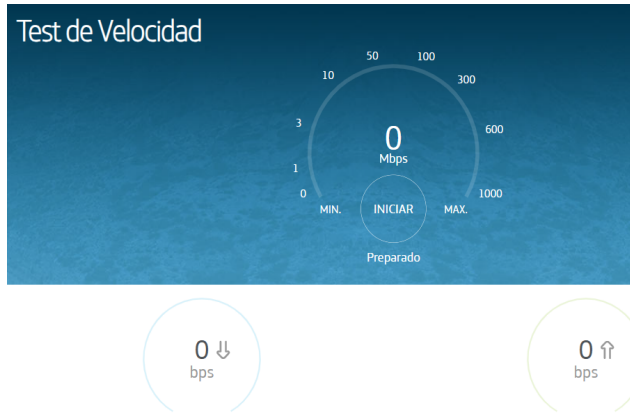 Test de Velocidad
50 100
10 300
3 600
0
Mbps
1
0 1000
MIN. INICIAR MAX.
Preparado
0 0
bps bps